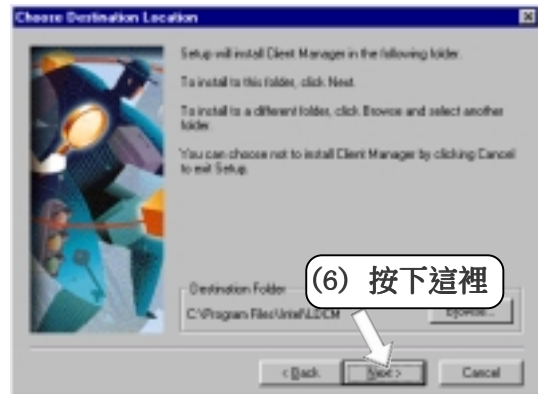 Choose Destination Location
Setup will install Client Manager in the following folder.
To install to this folder, click Next.
To install to a different folder, click Browse and select another
folder.
You can choose not to install Client Manager by clicking Cancel
to exit Setup.
(6) 按下這裡
Destination Folder
C:\Program Files\Intel\LDCM
Browse...
< Back
Next >
Cancel